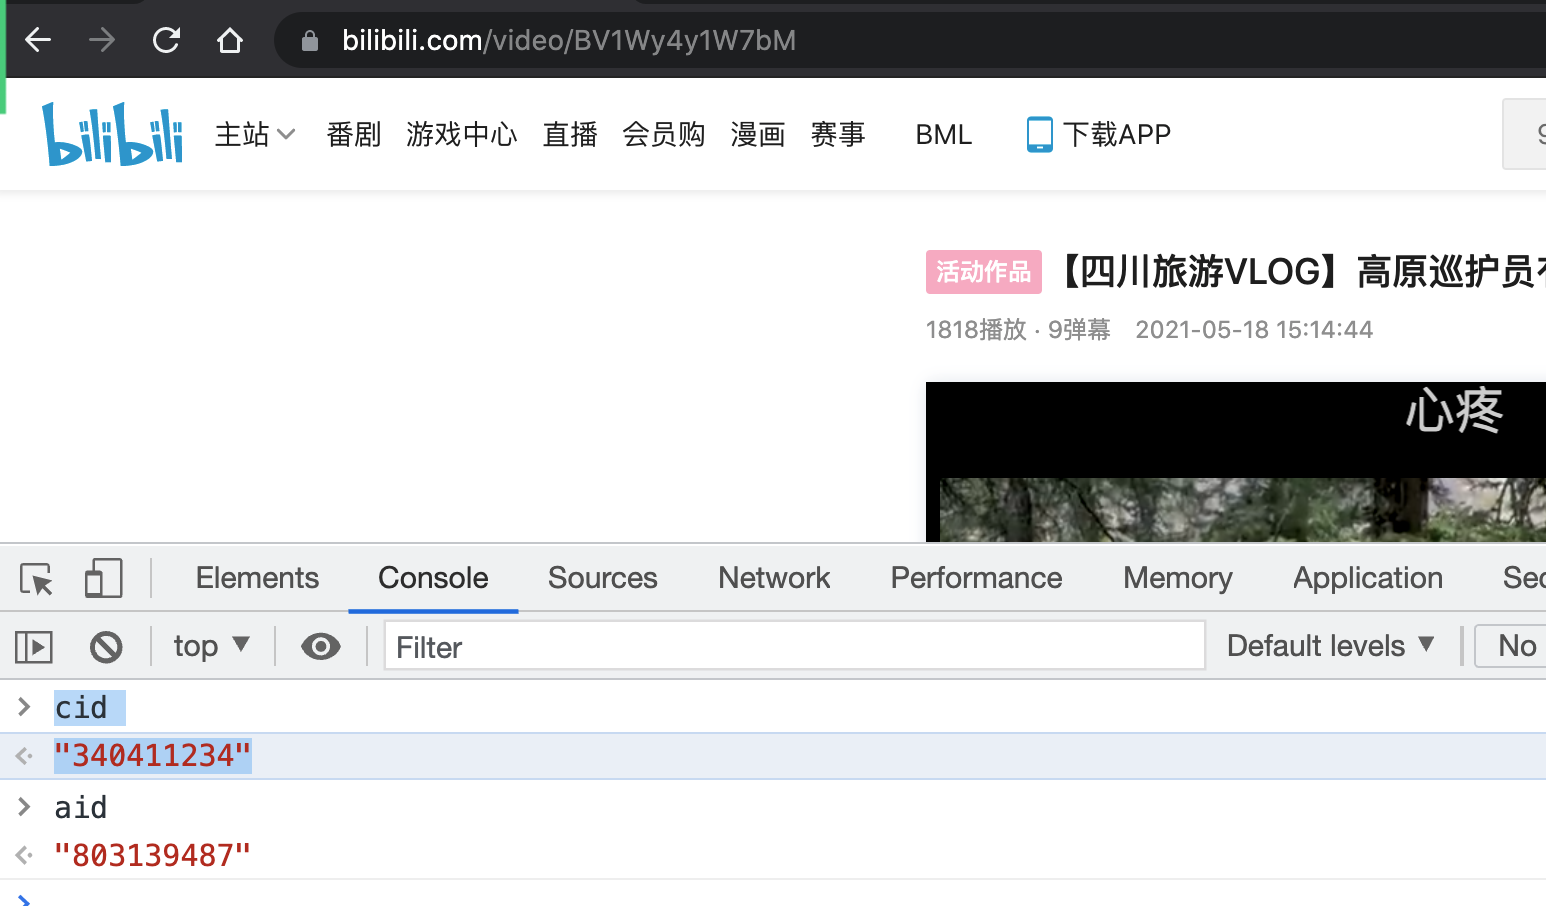 bilibili.com/video/BV1Wy4y1W7bM
bilibili 主站 番剧 游戏中心 直播 会员购 漫画 赛事 BML 下载APP
活动作品 【四川旅游VLOG】高原巡护员
1818播放 · 9弹幕 2021-05-18 15:14:44
心疼
Elements Console Sources Network Performance Memory Application Sec
top ▼ Filter Default levels ▼ No
> cid
"340411234"
> aid
"803139487"
>